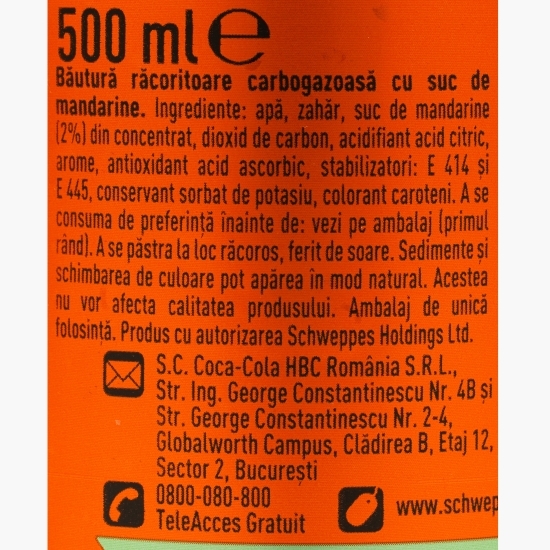 500 ml ℮
Băutură răcoritoare carbogazoasă cu suc de
mandarine. Ingrediente: apă, zahăr, suc de mandarine
(2%) din concentrat, dioxid de carbon, acidifiant acid citric,
arome, antioxidant acid ascorbic, stabilizatori: E 414 și
E 445, conservant sorbat de potasiu, colorant caroteni. A se
consuma de preferință înainte de: vezi pe ambalaj (primul
rând). A se păstra la loc răcoros, ferit de soare. Sedimente și
schimbarea de culoare pot apărea în mod natural. Acestea
nu vor afecta calitatea produsului. Ambalaj de unică
folosință. Produs cu autorizarea Schweppes Holdings Ltd.
S.C. Coca-Cola HBC România S.R.L.,
Str. Ing. George Constantinescu Nr. 4B și
Str. George Constantinescu Nr. 2-4,
Globalworth Campus, Clădirea B, Etaj 12,
Sector 2, București
0800-080-800
TeleAcces Gratuit
www.schwepp